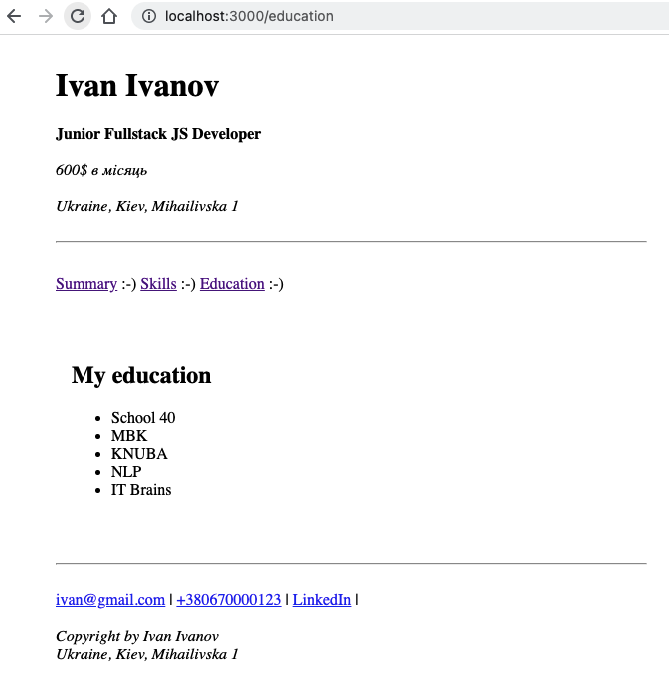 localhost:3000/education
Ivan Ivanov
Junior Fullstack JS Developer
600$ в місяць
Ukraine, Kiev, Mihailivska 1
Summary :-) Skills :-) Education :-)
My education
• School 40
• MBK
• KNUBA
• NLP
• IT Brains
ivan@gmail.com | +380670000123 | LinkedIn |
Copyright by Ivan Ivanov
Ukraine, Kiev, Mihailivska 1